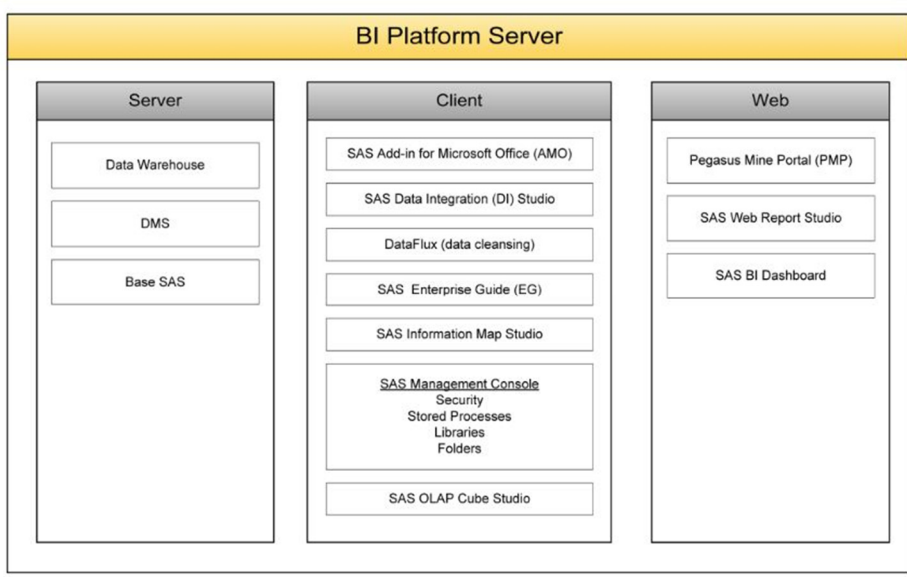 BI Platform Server
Server
Data Warehouse
DMS
Base SAS
Client
SAS Add-in for Microsoft Office (AMO)
SAS Data Integration (DI) Studio
DataFlux (data cleansing)
SAS Enterprise Guide (EG)
SAS Information Map Studio
SAS Management Console
Security
Stored Processes
Libraries
Folders
SAS OLAP Cube Studio
Web
Pegasus Mine Portal (PMP)
SAS Web Report Studio
SAS BI Dashboard